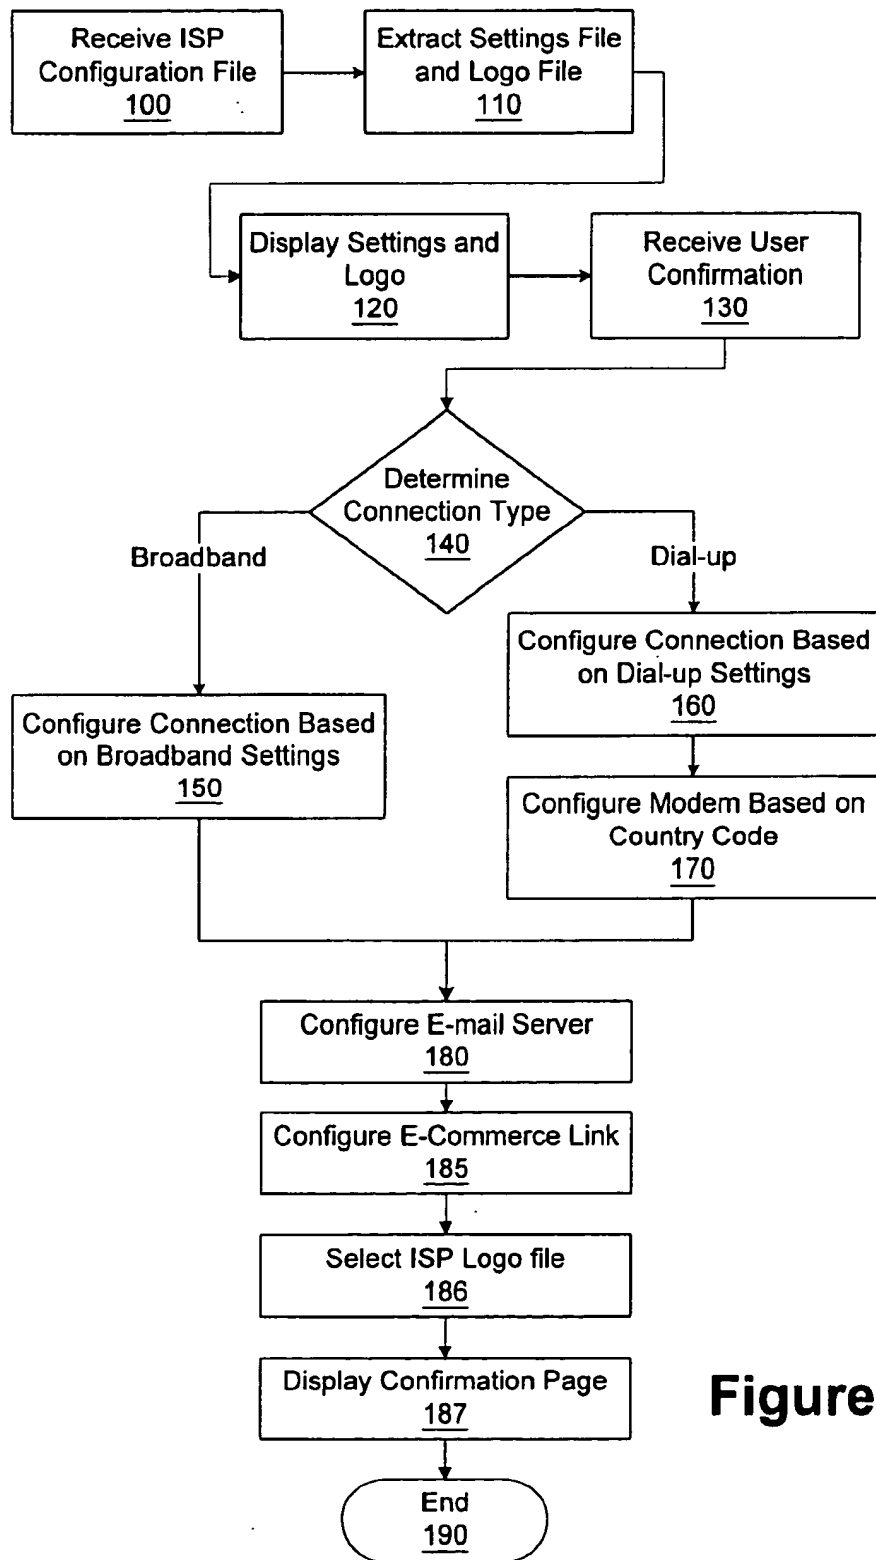 Receive ISP
Configuration File
100
Extract Settings File
and Logo File
110
Display Settings and
Logo
120
Receive User
Confirmation
130
Determine
Connection Type
140
Broadband
Dial-up
Configure Connection Based
on Dial-up Settings
160
Configure Connection Based
on Broadband Settings
150
Configure Modem Based on
Country Code
170
Configure E-mail Server
180
Configure E-Commerce Link
185
Select ISP Logo file
186
Display Confirmation Page
187
Figure
End
190